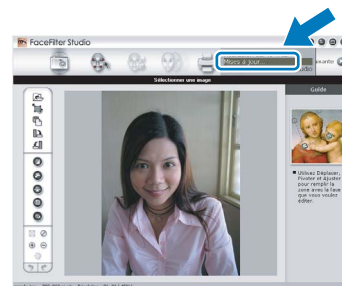 FaceFilter Studio
Mises à jour...
Sélectionner une image
Guide
Utilisez Déplacer,
Pivoter et Ajuster
pour remplir la
zone avec la face
que vous voulez
éditer.